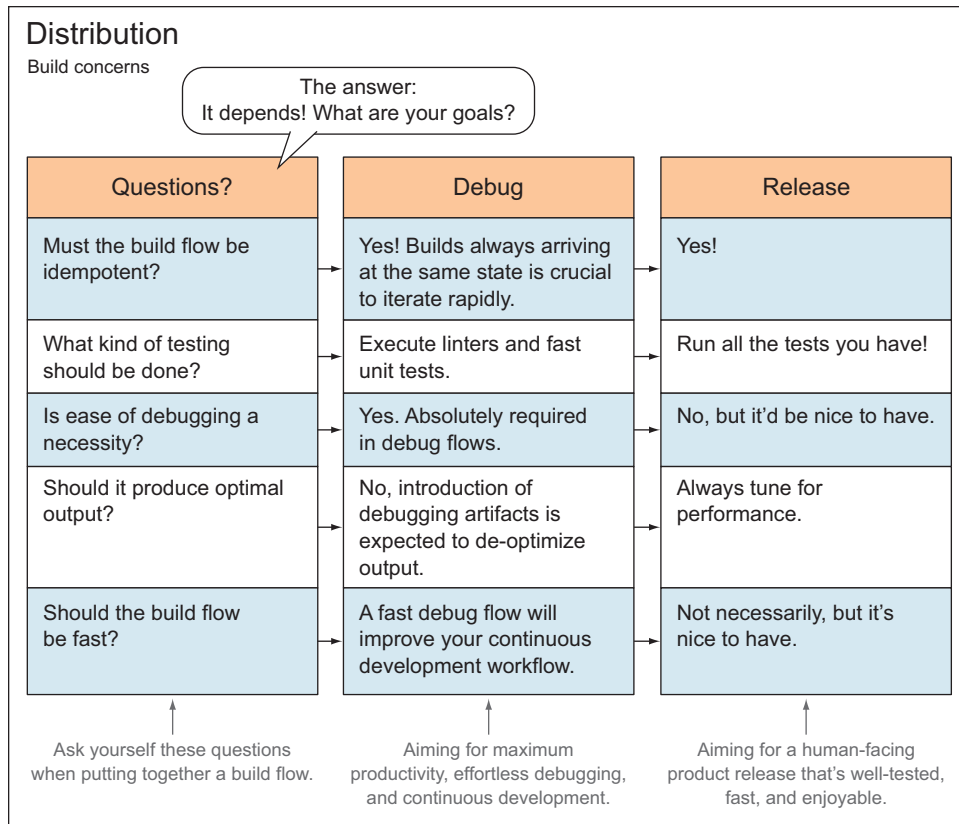 Distribution
Build concerns
The answer:
It depends! What are your goals?
Questions?
Debug
Release
Must the build flow be
idempotent?
Yes! Builds always arriving
at the same state is crucial
to iterate rapidly.
Yes!
What kind of testing
should be done?
Execute linters and fast
unit tests.
Run all the tests you have!
Is ease of debugging a
necessity?
Yes. Absolutely required
in debug flows.
No, but it’d be nice to have.
Should it produce optimal
output?
No, introduction of
debugging artifacts is
expected to de-optimize
output.
Always tune for
performance.
Should the build flow
be fast?
A fast debug flow will
improve your continuous
development workflow.
Not necessarily, but it’s
nice to have.
Ask yourself these questions
when putting together a build flow.
Aiming for maximum
productivity, effortless debugging,
and continuous development.
Aiming for a human-facing
product release that’s well-tested,
fast, and enjoyable.